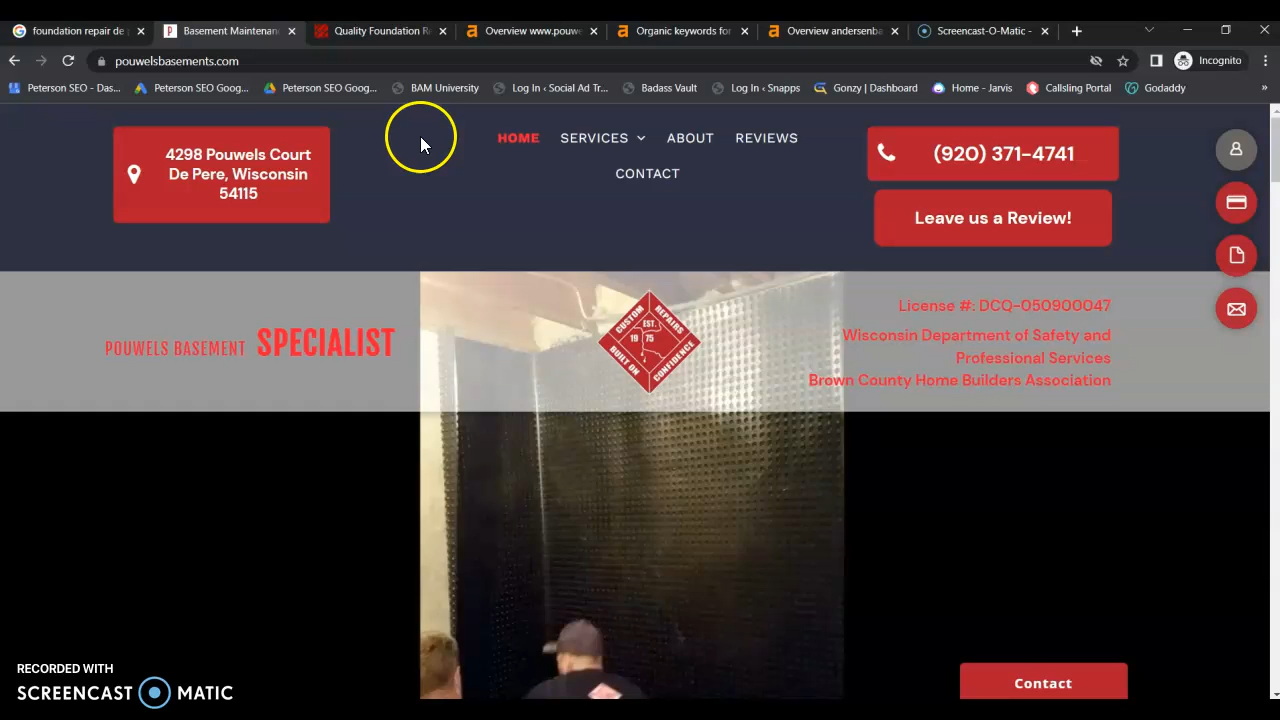 foundation repair de
Basement Maintenan
Quality Foundation Re
Overview www.pouwe
Organic keywords for
Overview andersenba
Screencast-O-Matic -
pouwelsbasements.com
Incognito
Peterson SEO - Das...
Peterson SEO Goog...
Peterson SEO Goog...
BAM University
Log In ‹ Social Ad Tr...
Badass Vault
Log In ‹ Snapps
Gonzy | Dashboard
Home - Jarvis
Callsling Portal
Godaddy
»
4298 Pouwels Court
De Pere, Wisconsin
54115
HOME SERVICES ABOUT REVIEWS
CONTACT
(920) 371-4741
Leave us a Review!
POUWELS BASEMENT SPECIALIST
CUSTOM REPAIRS
EST.
19 75
BUILT ON CONFIDENCE
License #: DCQ-050900047
Wisconsin Department of Safety and
Professional Services
Brown County Home Builders Association
Contact
RECORDED WITH
SCREENCAST MATIC